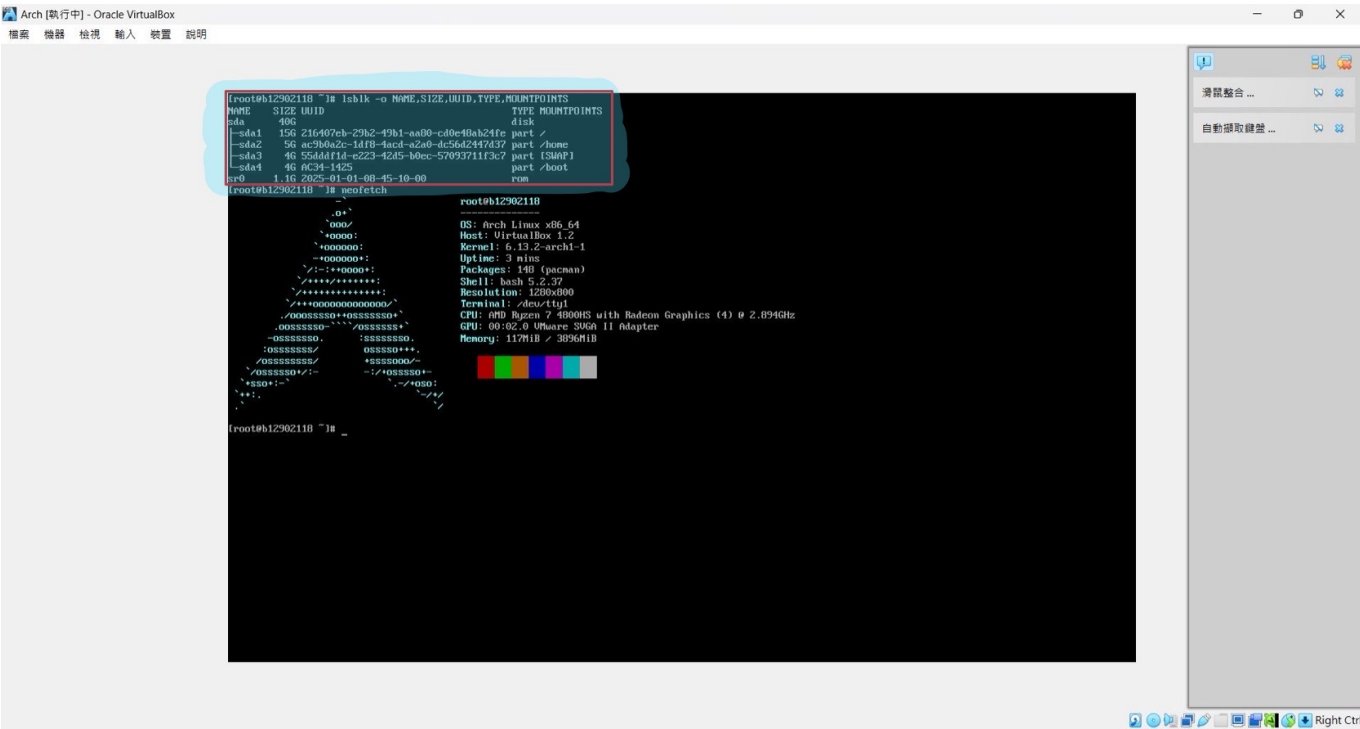 Arch [執行中] - Oracle VirtualBox
檔案 機器 檢視 輸入 裝置 說明
[root@b12902118 ~]# lsblk -o NAME,SIZE,UUID,TYPE,MOUNTPOINTS
NAME SIZE UUID TYPE MOUNTPOINTS
sda 40G disk
├─sda1 15G 216407eb-29b2-49b1-aa80-cd0e48ab24fe part /
├─sda2 5G ac9b0a2c-1df8-4acd-a2a0-dc56d2447d37 part /home
├─sda3 4G 55dddf1d-e223-42d5-b0ec-57093711f3c7 part [SWAP]
└─sda4 4G AC34-1425 part /boot
sr0 1.1G 2025-01-01-08-45-10-00 rom
[root@b12902118 ~]# neofetch
root@b12902118
--------------
OS: Arch Linux x86_64
Host: VirtualBox 1.2
Kernel: 6.13.2-arch1-1
Uptime: 3 mins
Packages: 148 (pacman)
Shell: bash 5.2.37
Resolution: 1280x800
Terminal: /dev/tty1
CPU: AMD Ryzen 7 4800HS with Radeon Graphics (4) @ 2.894GHz
GPU: 00:02.0 VMware SVGA II Adapter
Memory: 117MiB / 3896MiB
[root@b12902118 ~]# _
滑鼠整合 ...
自動擷取鍵盤 ...
Right Ctrl